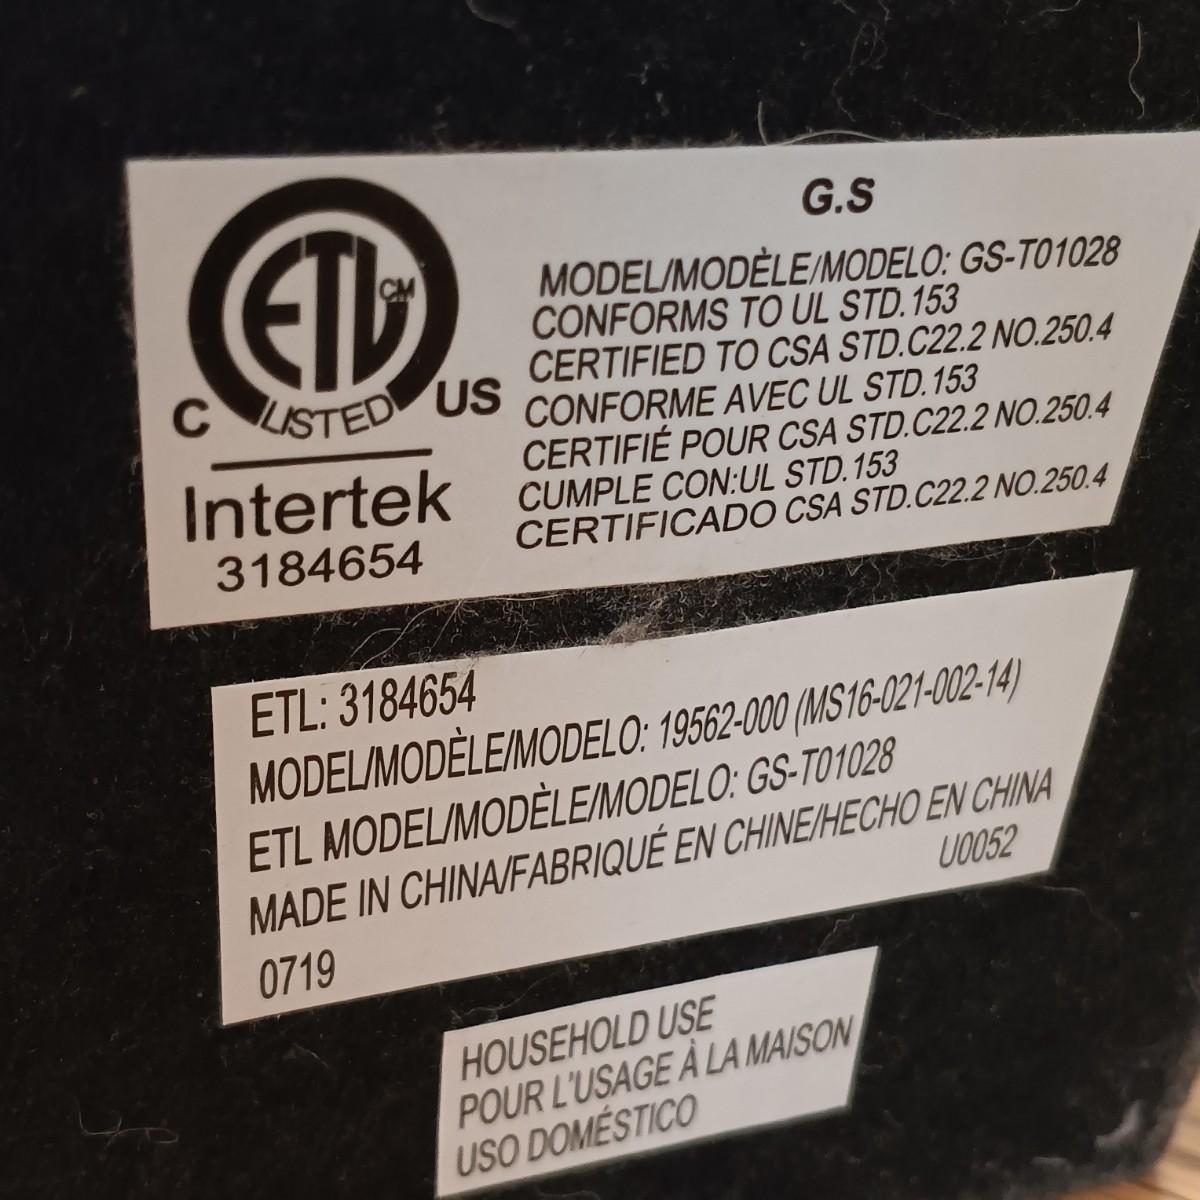 ETL CM
LISTED
C US
Intertek
3184654
G.S
MODEL/MODÈLE/MODELO: GS-T01028
CONFORMS TO UL STD.153
CERTIFIED TO CSA STD.C22.2 NO.250.4
CONFORME AVEC UL STD.153
CERTIFIÉ POUR CSA STD.C22.2 NO.250.4
CUMPLE CON:UL STD.153
CERTIFICADO CSA STD.C22.2 NO.250.4
ETL: 3184654
MODEL/MODÈLE/MODELO: 19562-000 (MS16-021-002-14)
ETL MODEL/MODÈLE/MODELO: GS-T01028
MADE IN CHINA/FABRIQUÉ EN CHINE/HECHO EN CHINA
U0052
0719
HOUSEHOLD USE
POUR L'USAGE À LA MAISON
USO DOMÉSTICO